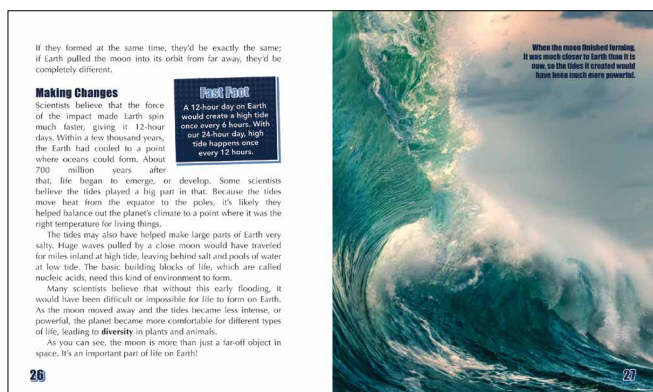 If they formed at the same time, they'd be exactly the same;
if Earth pulled the moon into its orbit from far away, they'd be
completely different.
Making Changes
Scientists believe that the force
of the impact made Earth spin
much faster, giving it 12-hour
days. Within a few thousand years,
the Earth had cooled to a point
where oceans could form. About
700 million years after
that, life began to emerge, or develop. Some scientists
believe the tides played a big part in that. Because the tides
move heat from the equator to the poles, it's likely they
helped balance out the planet's climate to a point where it was the
right temperature for living things.
The tides may also have helped make large parts of Earth very
salty. Huge waves pulled by a close moon would have traveled
for miles inland at high tide, leaving behind salt and pools of water
at low tide. The basic building blocks of life, which are called
nucleic acids, need this kind of environment to form.
Many scientists believe that without this early flooding, it
would have been difficult or impossible for life to form on Earth.
As the moon moved away and the tides became less intense, or
powerful, the planet became more comfortable for different types
of life, leading to diversity in plants and animals.
As you can see, the moon is more than just a far-off object in
space. It's an important part of life on Earth!
26
Fast Fact
A 12-hour day on Earth
would create a high tide
once every 6 hours. With
our 24-hour day, high
tide happens once
every 12 hours.
When the moon finished forming,
it was much closer to Earth than it is
now, so the tides it created would
have been much more powerful.
27